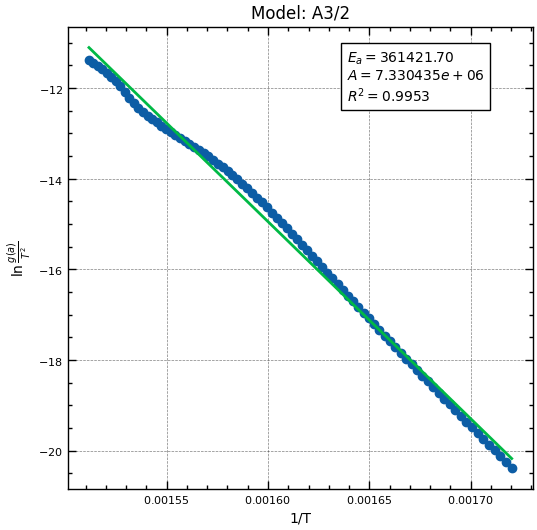 Model: A3/2
E_a = 361421.70
A = 7.330435e + 06
R^2 = 0.9953
−12
−14
−16
−18
−20
ln g(a)/T^2
0.00155 0.00160 0.00165 0.00170
1/T